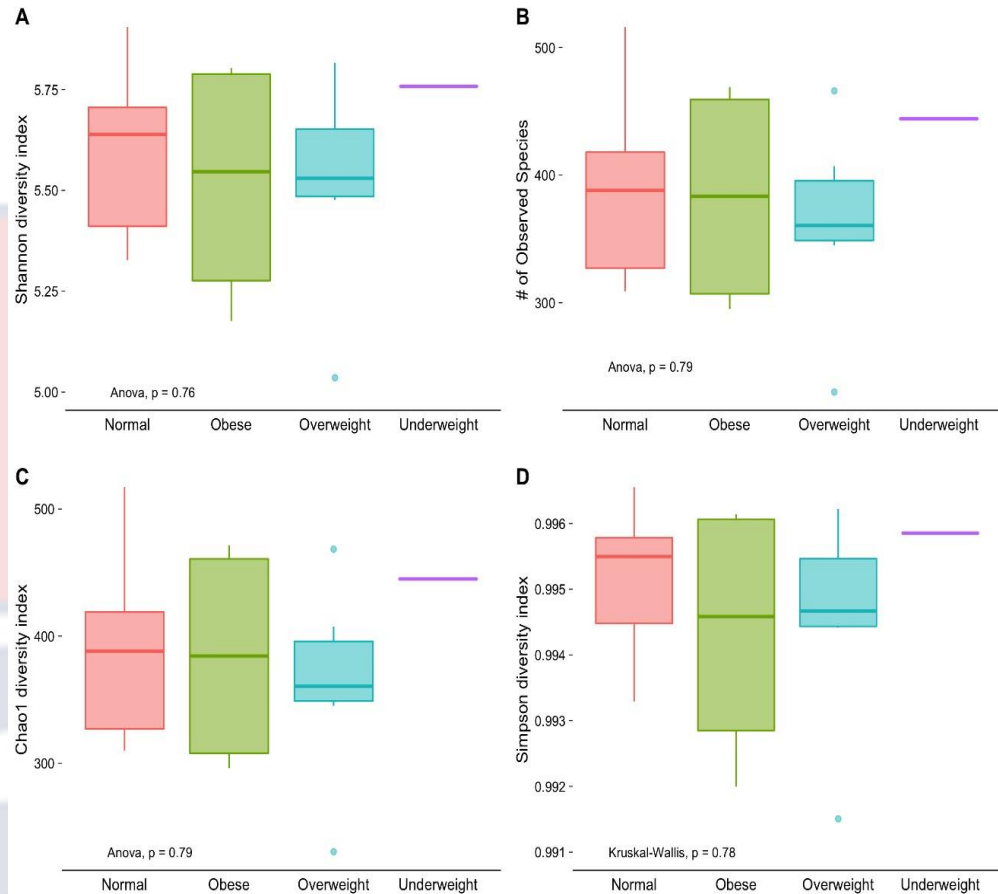 A
Shannon diversity index
5.75
5.50
5.25
5.00
Anova, p = 0.76
Normal Obese Overweight Underweight
B
# of Observed Species
500
400
300
Anova, p = 0.79
Normal Obese Overweight Underweight
C
Chao1 diversity index
500
400
300
Anova, p = 0.79
Normal Obese Overweight Underweight
D
Simpson diversity index
0.996
0.995
0.994
0.993
0.992
0.991
Kruskal-Wallis, p = 0.78
Normal Obese Overweight Underweight